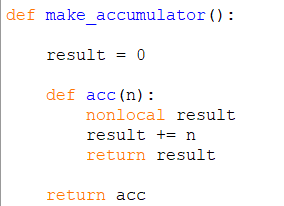 def make_accumulator():

    result = 0

    def acc(n):
        nonlocal result
        result += n
        return result

    return acc